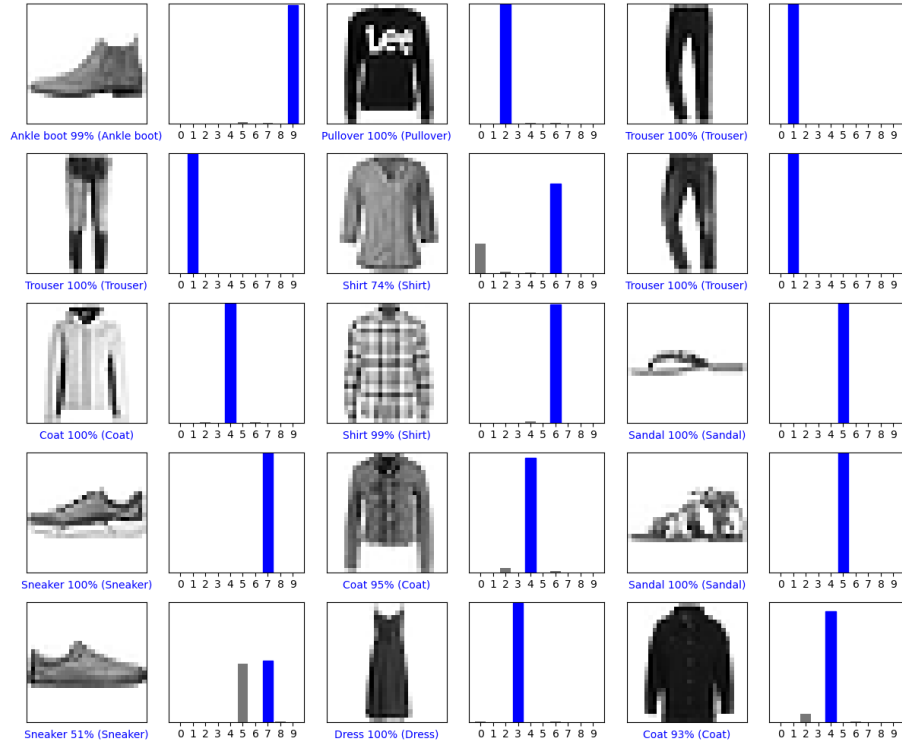 Lee
0 1 2 3 4 5 6 7 8 9 0 1 2 3 4 5 6 7 8 9 0 1 2 3 4 5 6 7 8 9
Ankle boot 99% (Ankle boot) Pullover 100% (Pullover) Trouser 100% (Trouser)
0 1 2 3 4 5 6 7 8 9 0 1 2 3 4 5 6 7 8 9 0 1 2 3 4 5 6 7 8 9
Trouser 100% (Trouser) Shirt 74% (Shirt) Trouser 100% (Trouser)
0 1 2 3 4 5 6 7 8 9 0 1 2 3 4 5 6 7 8 9 0 1 2 3 4 5 6 7 8 9
Coat 100% (Coat) Shirt 99% (Shirt) Sandal 100% (Sandal)
0 1 2 3 4 5 6 7 8 9 0 1 2 3 4 5 6 7 8 9 0 1 2 3 4 5 6 7 8 9
Sneaker 100% (Sneaker) Coat 95% (Coat) Sandal 100% (Sandal)
0 1 2 3 4 5 6 7 8 9 0 1 2 3 4 5 6 7 8 9 0 1 2 3 4 5 6 7 8 9
Sneaker 51% (Sneaker) Dress 100% (Dress) Coat 93% (Coat)